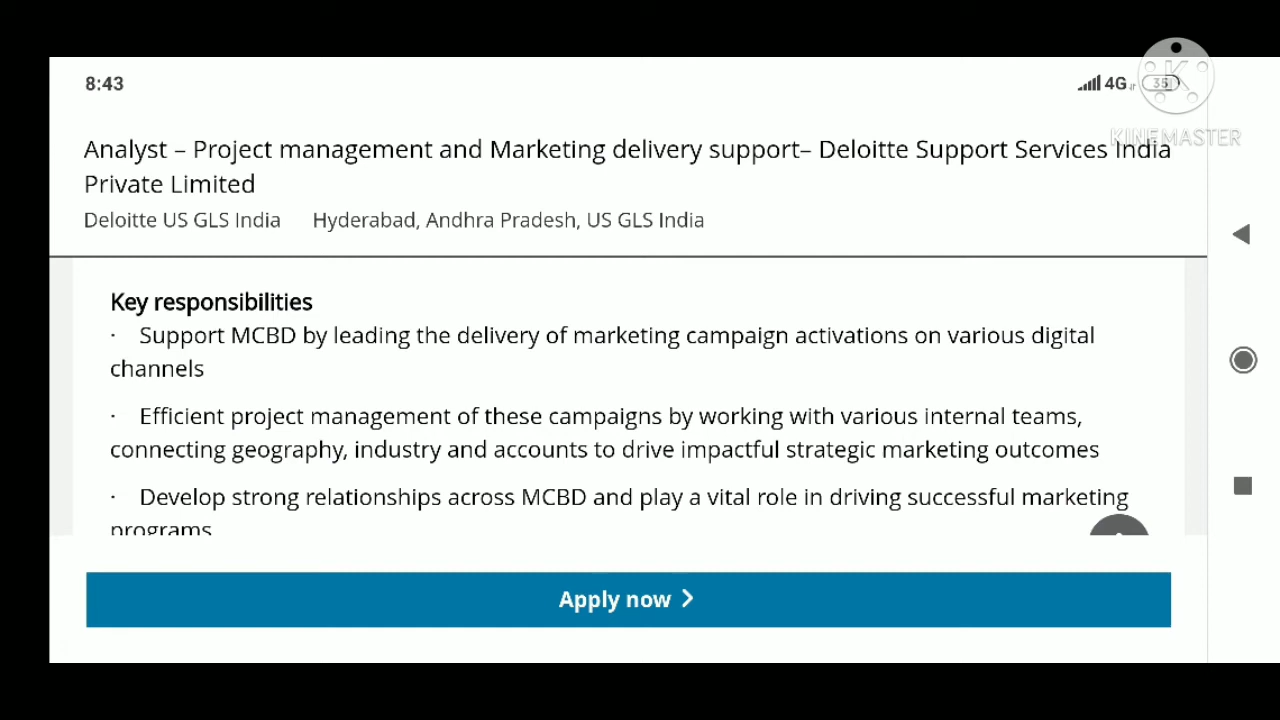 8:43
4G
35
KINEMASTER
Analyst – Project management and Marketing delivery support– Deloitte Support Services India
Private Limited
Deloitte US GLS India Hyderabad, Andhra Pradesh, US GLS India
Key responsibilities
· Support MCBD by leading the delivery of marketing campaign activations on various digital
channels
· Efficient project management of these campaigns by working with various internal teams,
connecting geography, industry and accounts to drive impactful strategic marketing outcomes
· Develop strong relationships across MCBD and play a vital role in driving successful marketing
programs
Apply now >